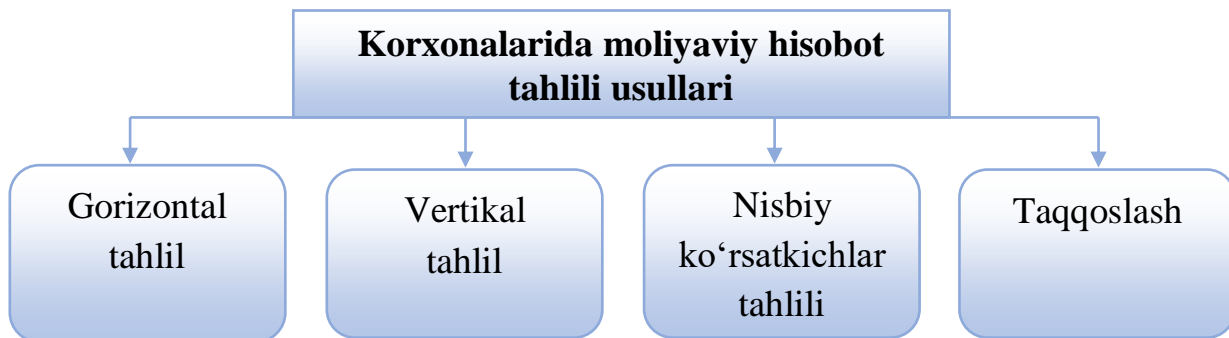 Korxonalarida moliyaviy hisobot
tahlili usullari
Gorizontal
tahlil
Vertikal
tahlil
Nisbiy
ko‘rsatkichlar
tahlili
Taqqoslash